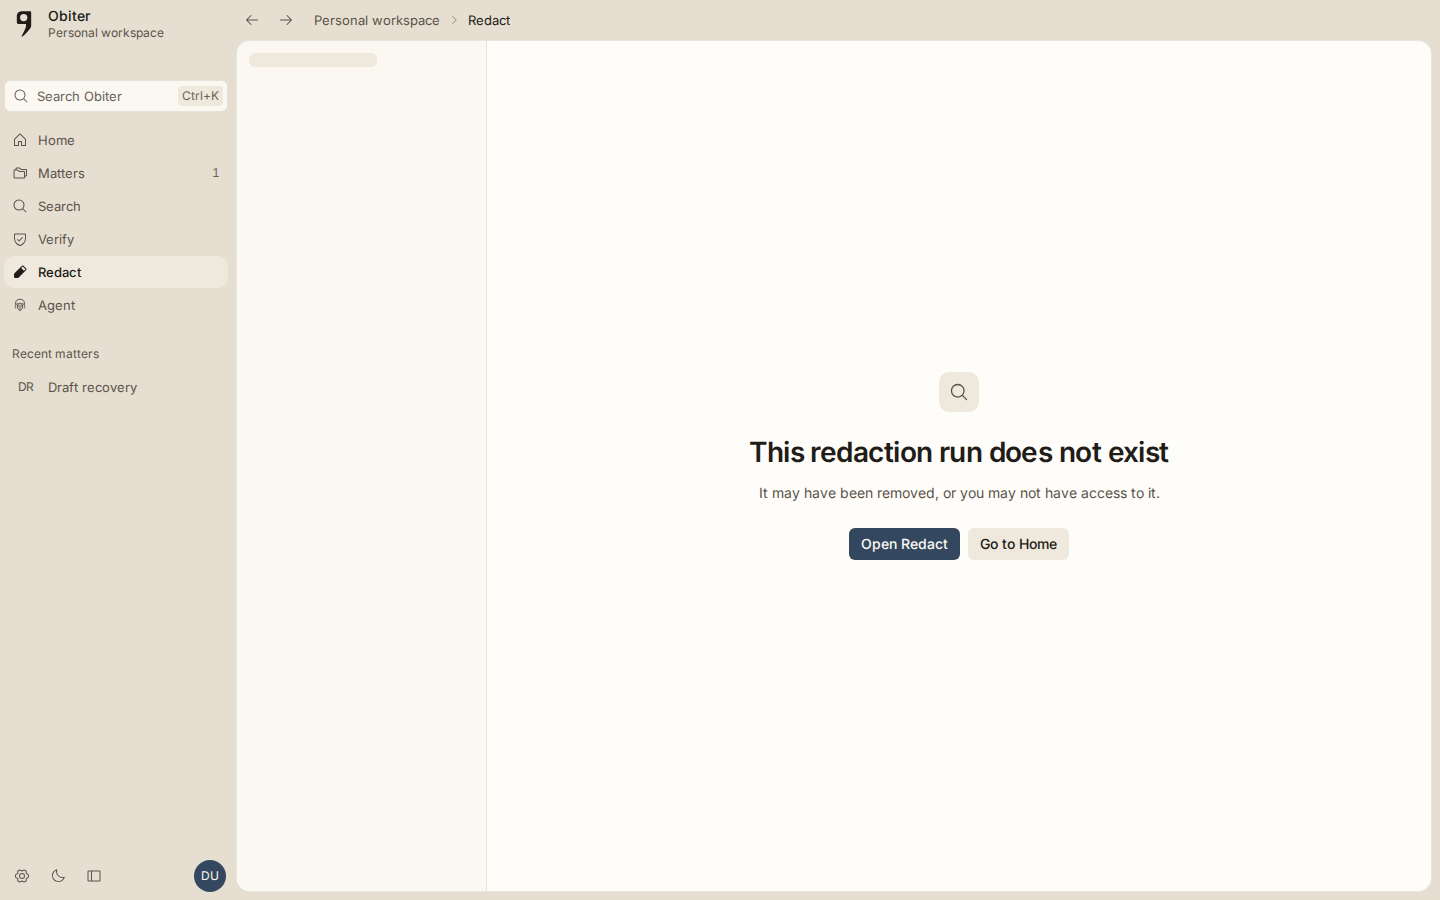 Obiter
Personal workspace
Personal workspace > Redact
Search Obiter Ctrl+K
Home
Matters 1
Search
Verify
Redact
Agent
Recent matters
DR Draft recovery
This redaction run does not exist
It may have been removed, or you may not have access to it.
Open Redact Go to Home
DU